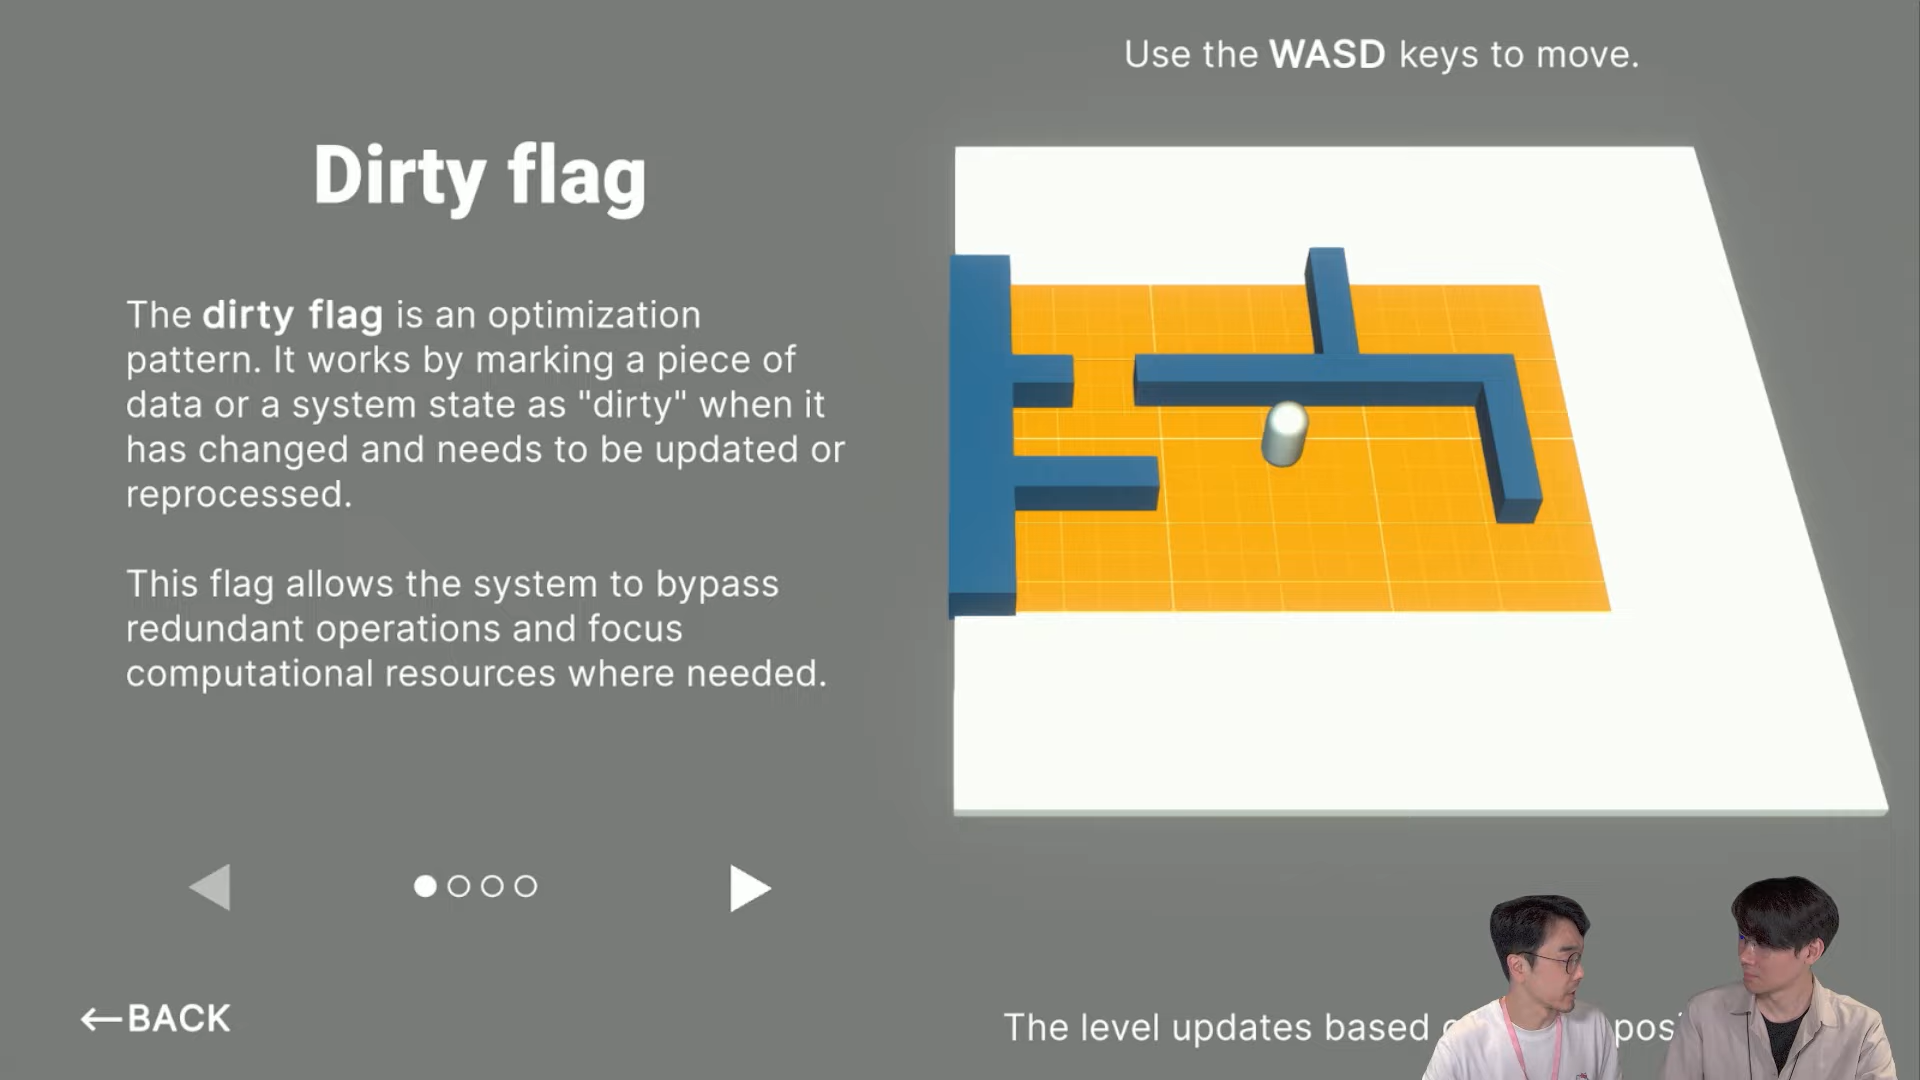 Use the WASD keys to move.
Dirty flag
The dirty flag is an optimization
pattern. It works by marking a piece of
data or a system state as "dirty" when it
has changed and needs to be updated or
reprocessed.
This flag allows the system to bypass
redundant operations and focus
computational resources where needed.
←BACK
The level updates based